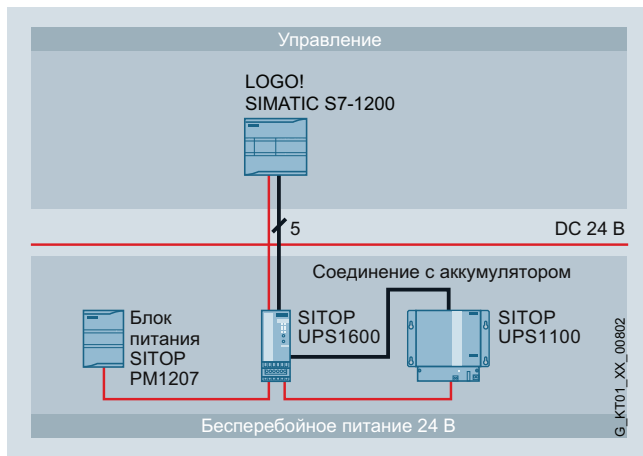 Управление
LOGO!
SIMATIC S7-1200
5
DC 24 В
Соединение с аккумулятором
Блок
питания
SITOP
PM1207
SITOP
UPS1600
SITOP
UPS1100
Бесперебойное питание 24 В
G_KT01_XX_00802